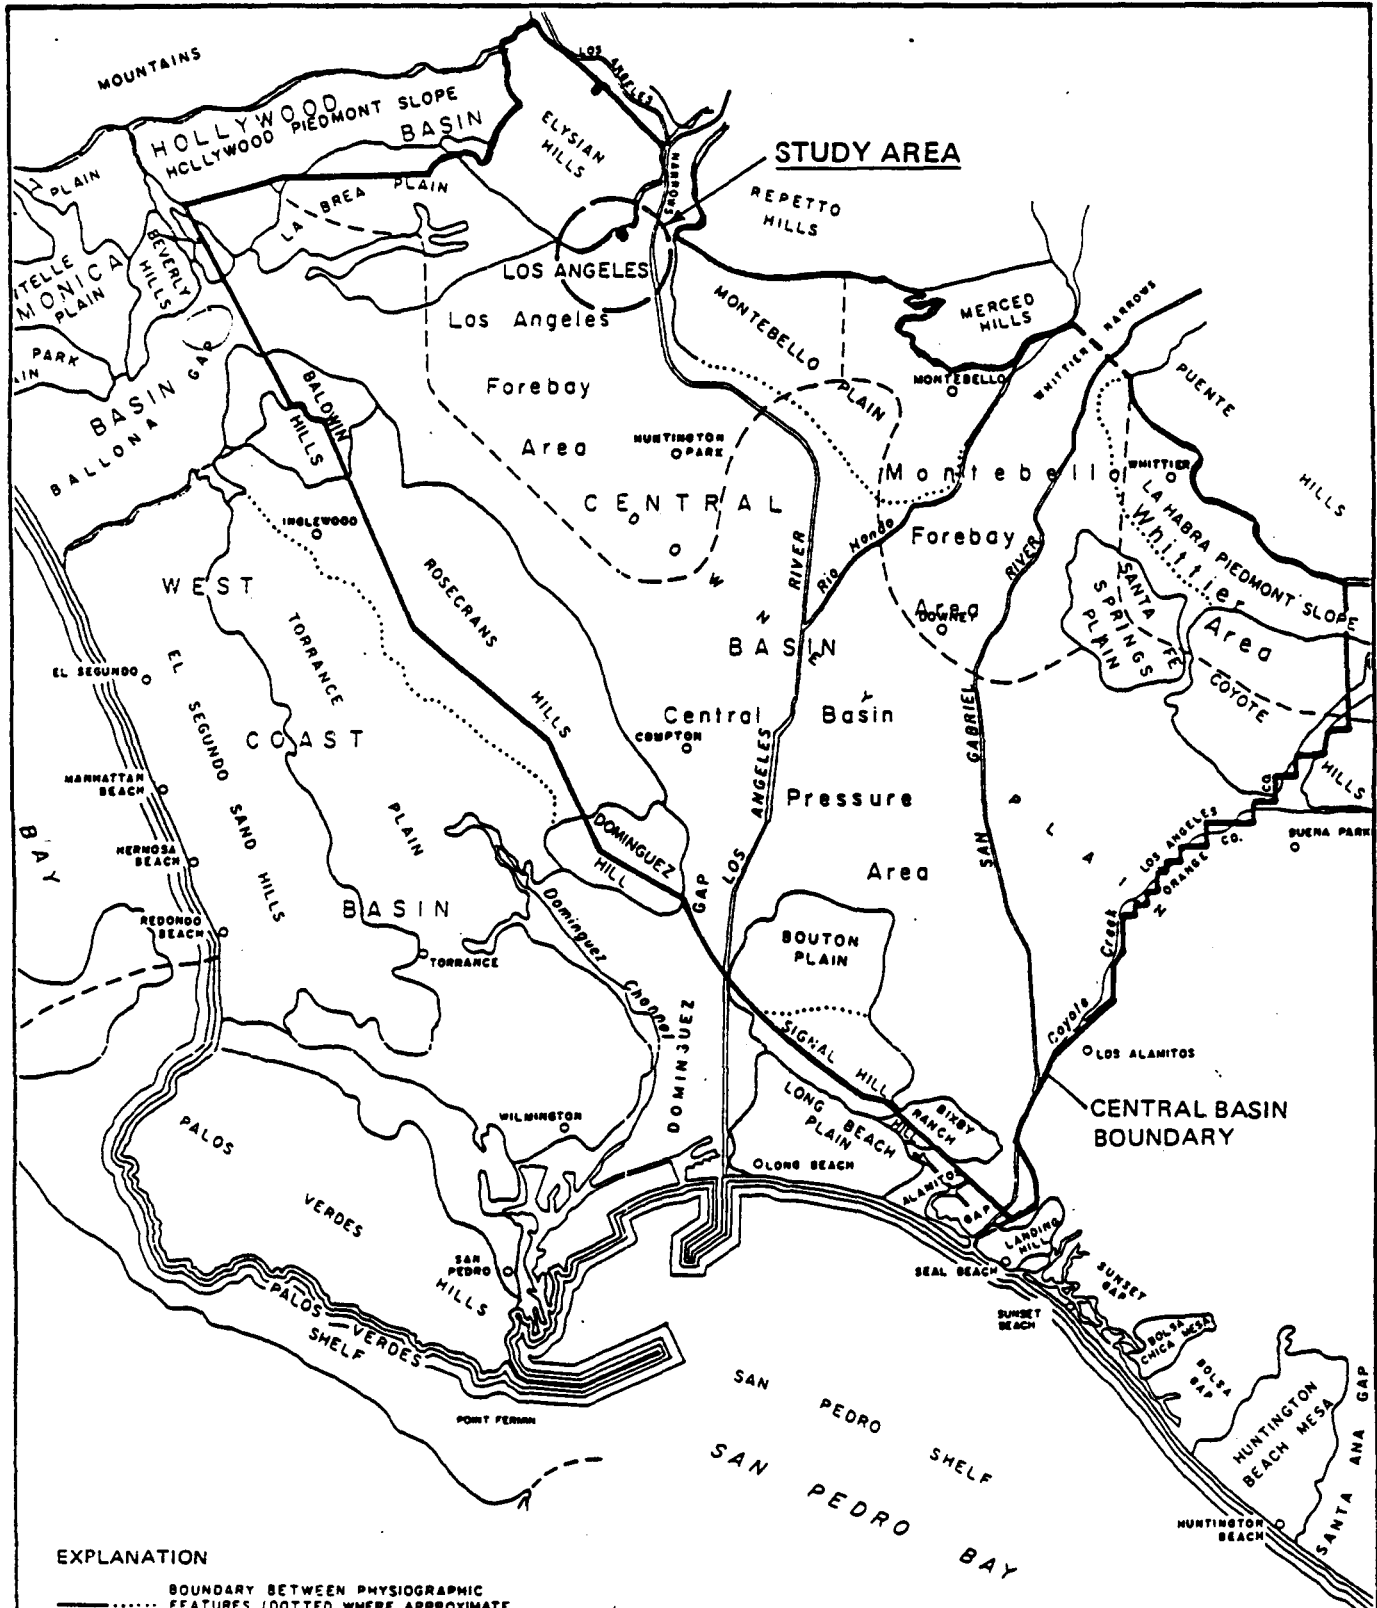 MOUNTAINS
LOS ANGELES
HOLLYWOOD
BASIN
HOLLYWOOD PIEDMONT SLOPE
ELYSIAN
HILLS
NARROWS
STUDY AREA
PLAIN
LA BREA PLAIN
REPETTO
HILLS
BEVERLY
HILLS
MONICA
PLAIN
LOS ANGELES
Los Angeles
Forebay
Area
MONTEBELLO
PLAIN
MERCED
HILLS
WHITTIER NARROWS
PUENTE
HILLS
PARK
BASIN
BALLONA GAP
BALDWIN
HILLS
MONTEBELLO
HUNTINGTON
PARK
Montebello
Forebay
Area
WHITTIER
LA HABRA PIEDMONT SLOPE
Whittier
Area
CENTRAL
BASIN
INGLEWOOD
WEST
COAST
BASIN
ROSECRANS
HILLS
TORRANCE
PLAIN
RIVER
Rio Hondo
RIVER
DOWNEY
SANTA FE
SPRINGS
PLAIN
COYOTE
HILLS
EL SEGUNDO
EL SEGUNDO SAND HILLS
DOWNEY
PLAIN
Central Basin
Pressure
Area
COMPTON
LOS ANGELES
SAN GABRIEL
MANHATTAN
BEACH
BAY
HERMOSA
BEACH
REDONDO
BEACH
DOMINGUEZ
HILL
TORRANCE
Dominguez Channel
DOMINGUEZ GAP
LOS ANGELES CO.
ORANGE CO.
BUENA PARK
BOUTON
PLAIN
Coyote Creek
LOS ALAMITOS
SIGNAL HILL
CENTRAL BASIN
BOUNDARY
BIXBY
RANCH
HILL
LONG BEACH
PLAIN
WILMINGTON
LONG BEACH
ALAMITOS
GAP
LANDING
HILL
PALOS
VERDES
HILLS
SAN
PEDRO
SEAL BEACH
SUNSET
GAP
SUNSET
BEACH
PALOS VERDES
SHELF
BOLSA
CHICA MESA
BOLSA
GAP
POINT FERMIN
SAN
PEDRO
SHELF
SAN PEDRO BAY
HUNTINGTON
BEACH MESA
SANTA ANA GAP
HUNTINGTON
BEACH
EXPLANATION
BOUNDARY BETWEEN PHYSIOGRAPHIC
FEATURES (DOTTED WHERE APPROXIMATE